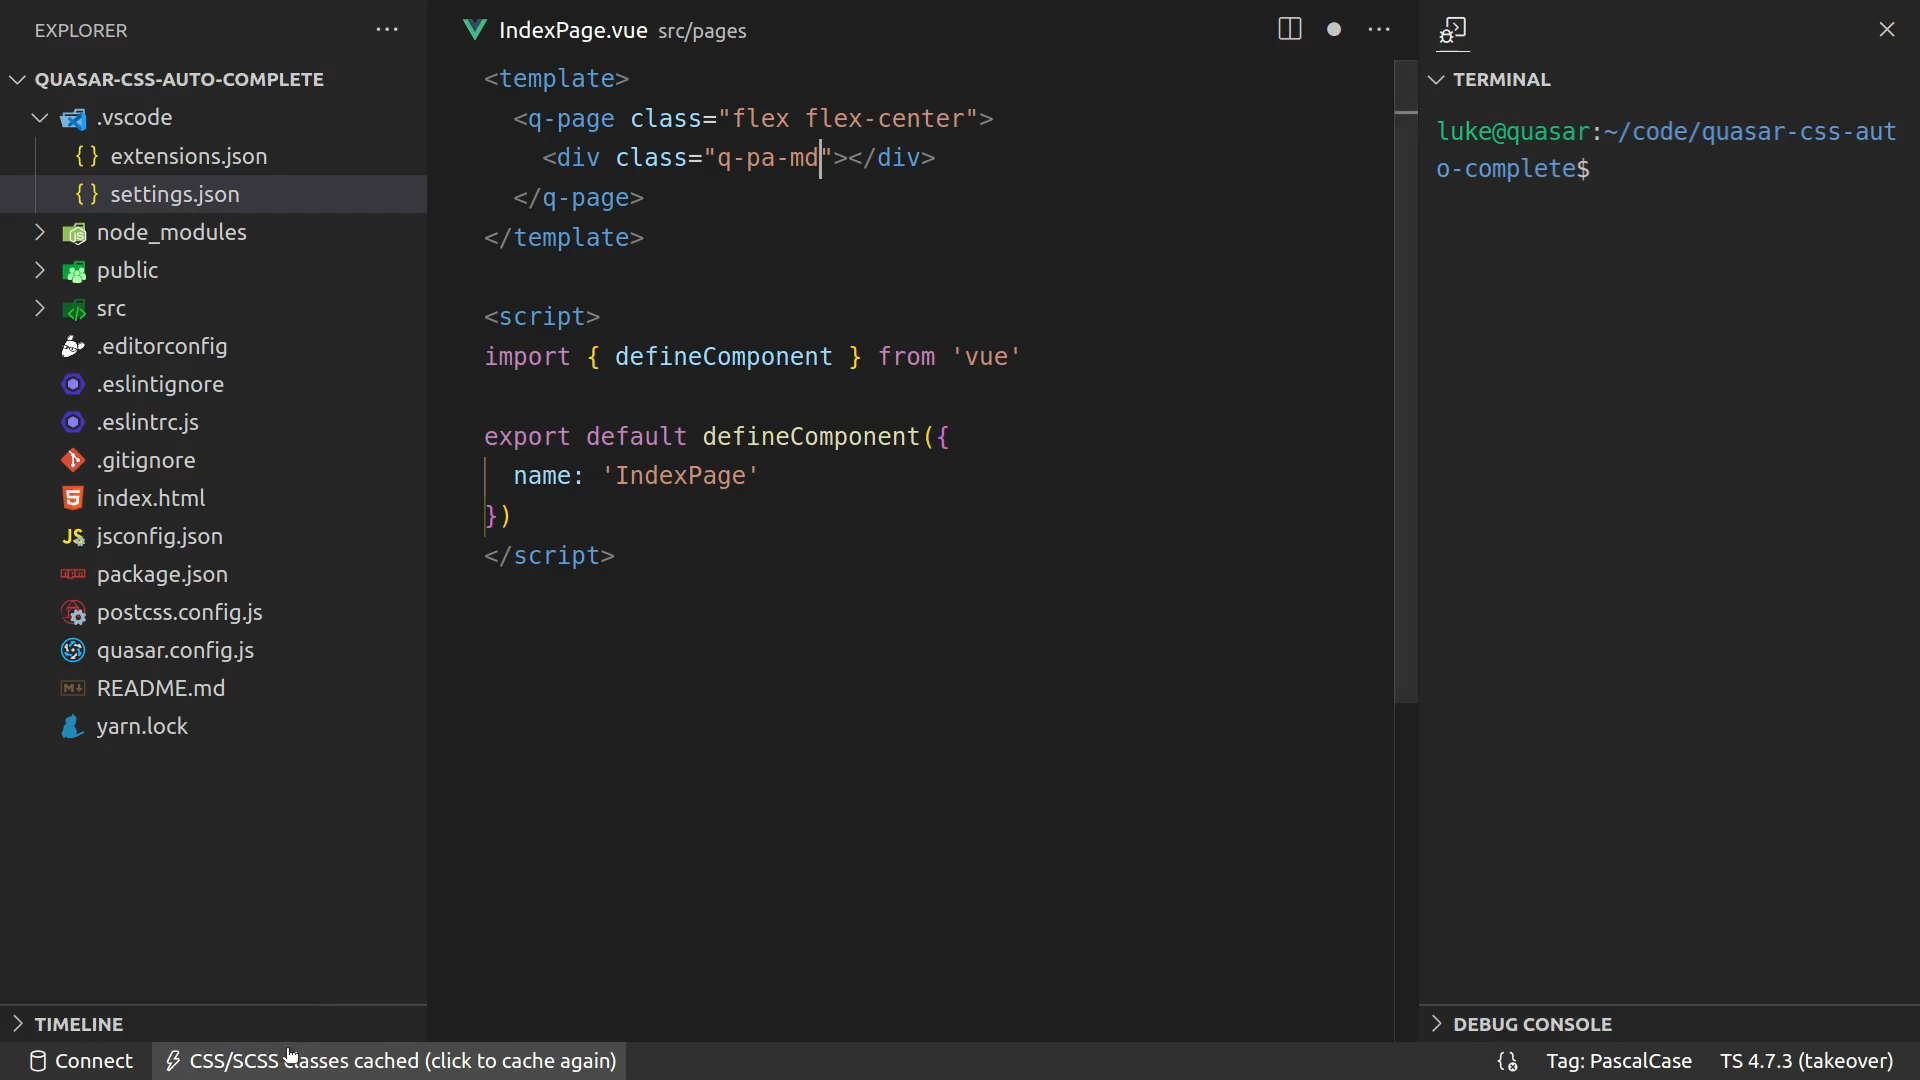 EXPLORER
QUASAR-CSS-AUTO-COMPLETE
.vscode
{ } extensions.json
{ } settings.json
node_modules
public
src
.editorconfig
.eslintignore
.eslintrc.js
.gitignore
index.html
JS jsconfig.json
package.json
postcss.config.js
quasar.config.js
README.md
yarn.lock
TIMELINE
IndexPage.vue src/pages
<template>
<q-page class="flex flex-center">
<div class="q-pa-md"></div>
</q-page>
</template>
<script>
import { defineComponent } from 'vue'
export default defineComponent({
name: 'IndexPage'
})
</script>
TERMINAL
luke@quasar:~/code/quasar-css-aut
o-complete$
DEBUG CONSOLE
Connect
CSS/SCSS classes cached (click to cache again)
Tag: PascalCase
TS 4.7.3 (takeover)